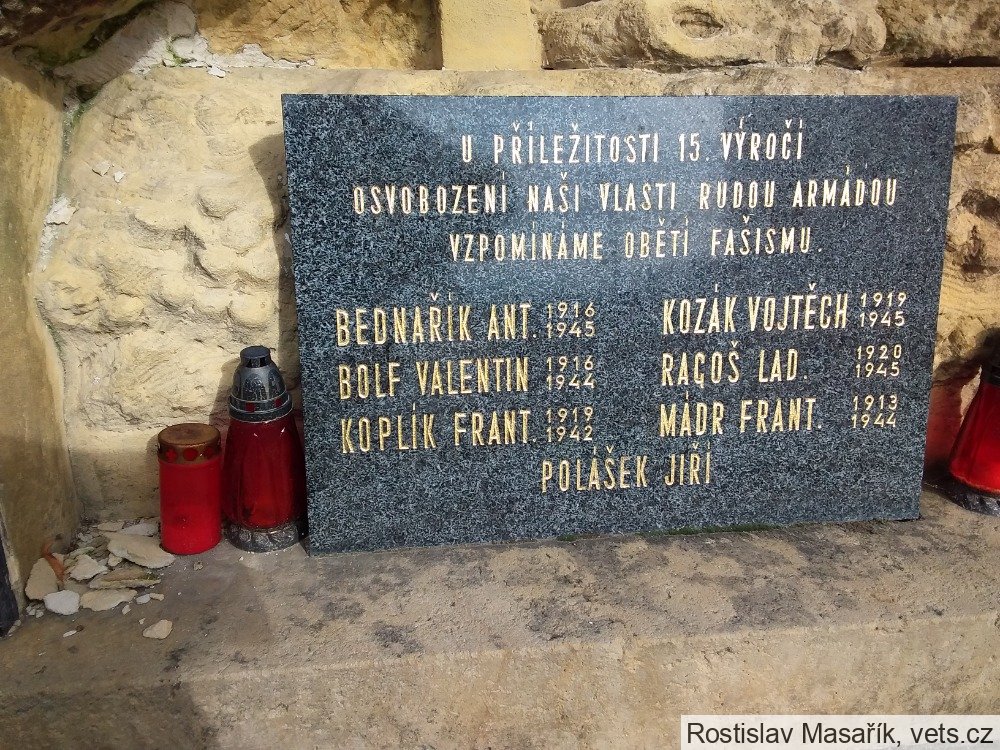 U PŘÍLEŽITOSTI 15. VÝROČÍ
OSVOBOZENÍ NAŠÍ VLASTI RUDOU ARMÁDOU
VZPOMÍNÁME OBĚTÍ FAŠISMU.
BEDNAŘÍK ANT. 1916 1945
BOLF VALENTIN 1916 1944
KOPLÍK FRANT. 1919 1942
KOZÁK VOJTĚCH 1919 1945
RAGOŠ LAD. 1920 1945
MÁDR FRANT. 1913 1944
POLÁŠEK JIŘÍ
Rostislav Masařík, vets.cz